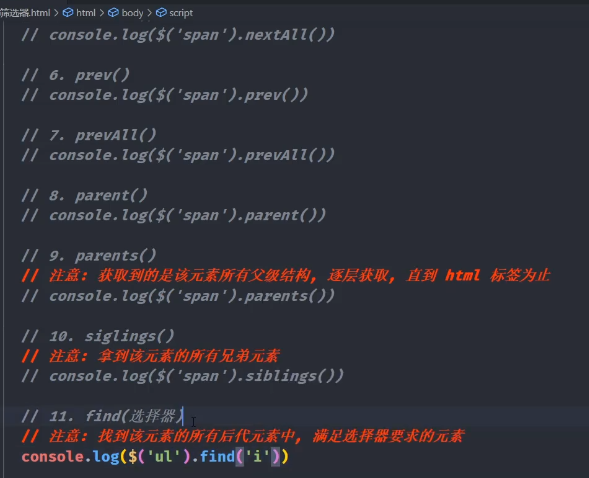 筛选器.html > html > body > script
// console.log($('span').nextAll())
// 6. prev()
// console.log($('span').prev())
// 7. prevAll()
// console.log($('span').prevAll())
// 8. parent()
// console.log($('span').parent())
// 9. parents()
// 注意: 获取到的是该元素所有父级结构, 逐层获取, 直到 html 标签为止
// console.log($('span').parents())
// 10. siglings()
// 注意: 拿到该元素的所有兄弟元素
// console.log($('span').siblings())
// 11. find(选择器)
// 注意: 找到该元素的所有后代元素中, 满足选择器要求的元素
console.log($('ul').find('i'))